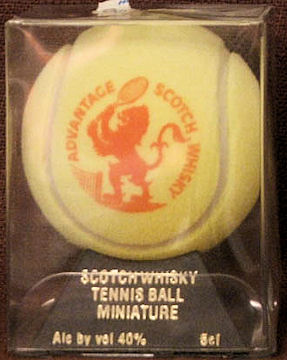 ADVANTAGE SCOTCH WHISKY
SCOTCH WHISKY
TENNIS BALL
MINIATURE
Alc by vol 40% 5cl